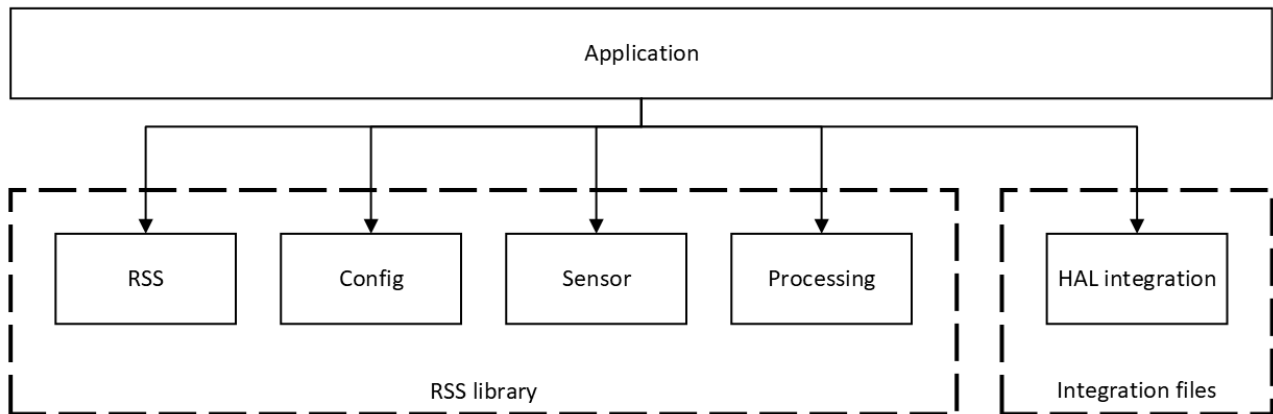 Application
RSS
Config
Sensor
Processing
HAL integration
RSS library
Integration files